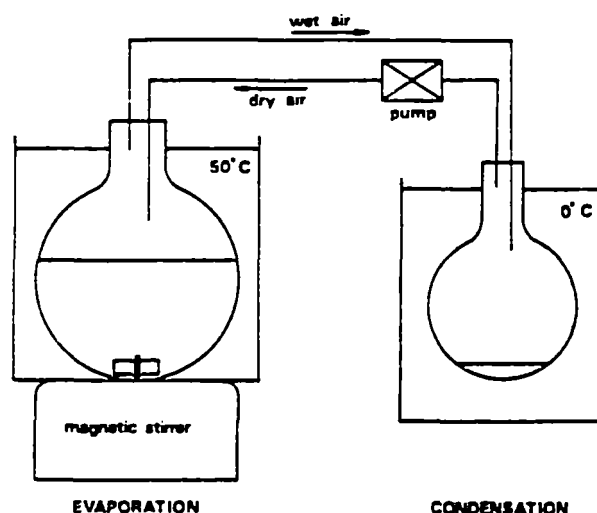 wet air
dry air
pump
50°C
0°C
magnetic stirrer
EVAPORATION
CONDENSATION